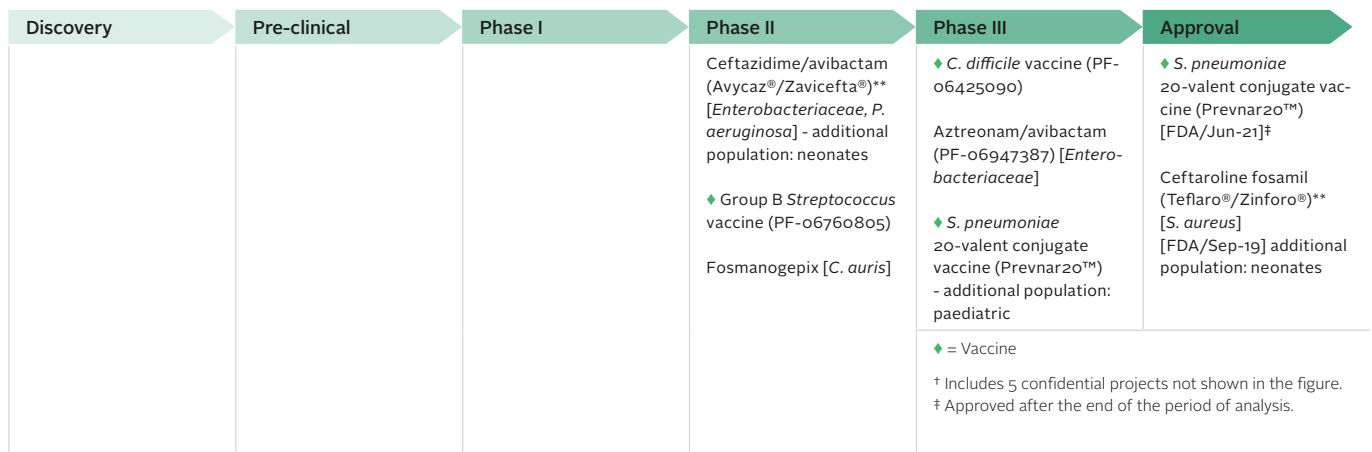 Discovery
Pre-clinical
Phase I
Phase II
Phase III
Approval
Ceftazidime/avibactam
(Avycaz®/Zavicefta®)**
[Enterobacteriaceae, P.
aeruginosa] - additional
population: neonates
♦ Group B Streptococcus
vaccine (PF-06760805)
Fosmanogepix [C. auris]
♦ C. difficile vaccine (PF-
06425090)
Aztreonam/avibactam
(PF-06947387) [Entero-
bacteriaceae]
♦ S. pneumoniae
20-valent conjugate
vaccine (Prevnar20™)
- additional population:
paediatric
♦ S. pneumoniae
20-valent conjugate vac-
cine (Prevnar20™)
[FDA/Jun-21]‡
Ceftaroline fosamil
(Teflaro®/Zinforo®)**
[S. aureus]
[FDA/Sep-19] additional
population: neonates
♦ = Vaccine
† Includes 5 confidential projects not shown in the figure.
‡ Approved after the end of the period of analysis.